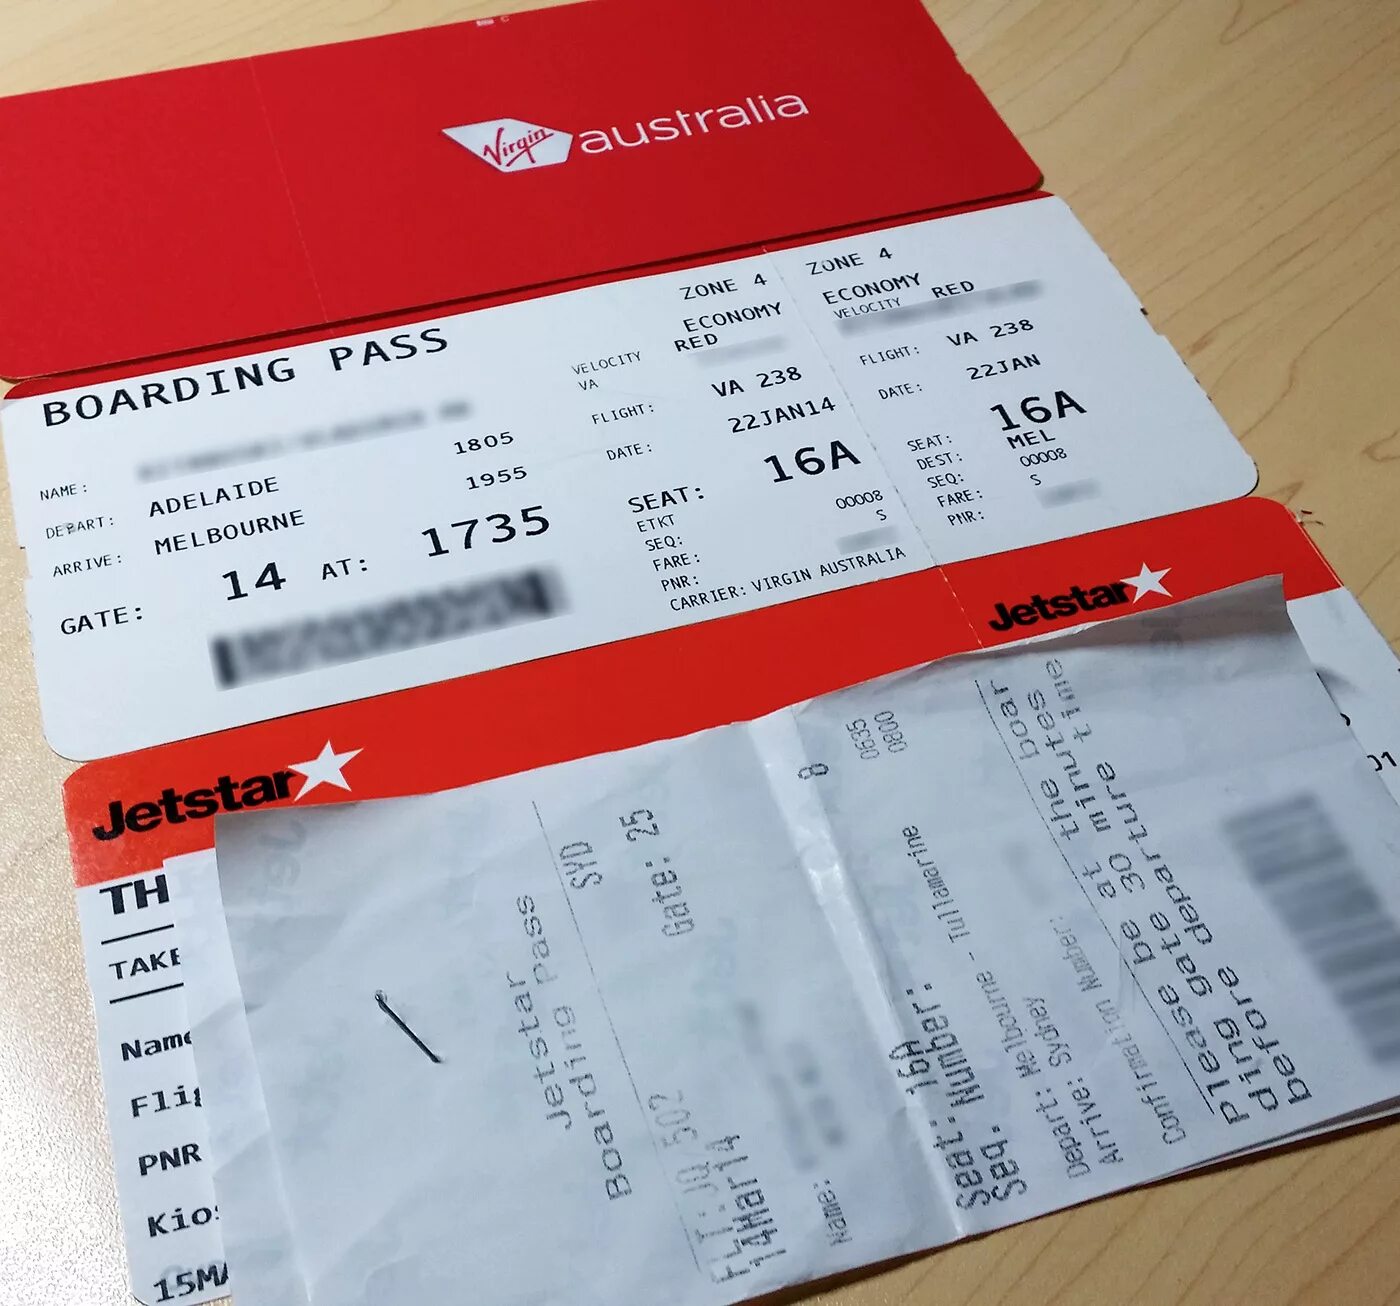 Virgin australia
BOARDING PASS
NAME:
DEPART: ADELAIDE 1805
ARRIVE: MELBOURNE 1955
GATE: 14 AT: 1735
ZONE 4
ECONOMY
VELOCITY RED
VA
FLIGHT: VA 238
DATE: 22JAN14
SEAT: 16A
ETKT
SEQ: 00008
FARE: S
PNR:
CARRIER: VIRGIN AUSTRALIA
ZONE 4
ECONOMY
VELOCITY RED
FLIGHT: VA 238
DATE: 22JAN
SEAT: 16A
DEST: MEL
SEQ: 00008
FARE: S
PNR:
Jetstar
Jetstar
TH
TAKE
Name
Flig
PNR
Kios
15MA
01
Jetstar
Boarding pass
SYD
FLT: JQ 502 Gate: 25
14Mar14
Name:
Seat. Number. 16A
Seq. Number: 8
Depart: Melbourne - Tullamarine 0635
Arrive: Sydney 0800
Confirmation Number:
Please be at the boar
ding gate 30 minutes
before departure time